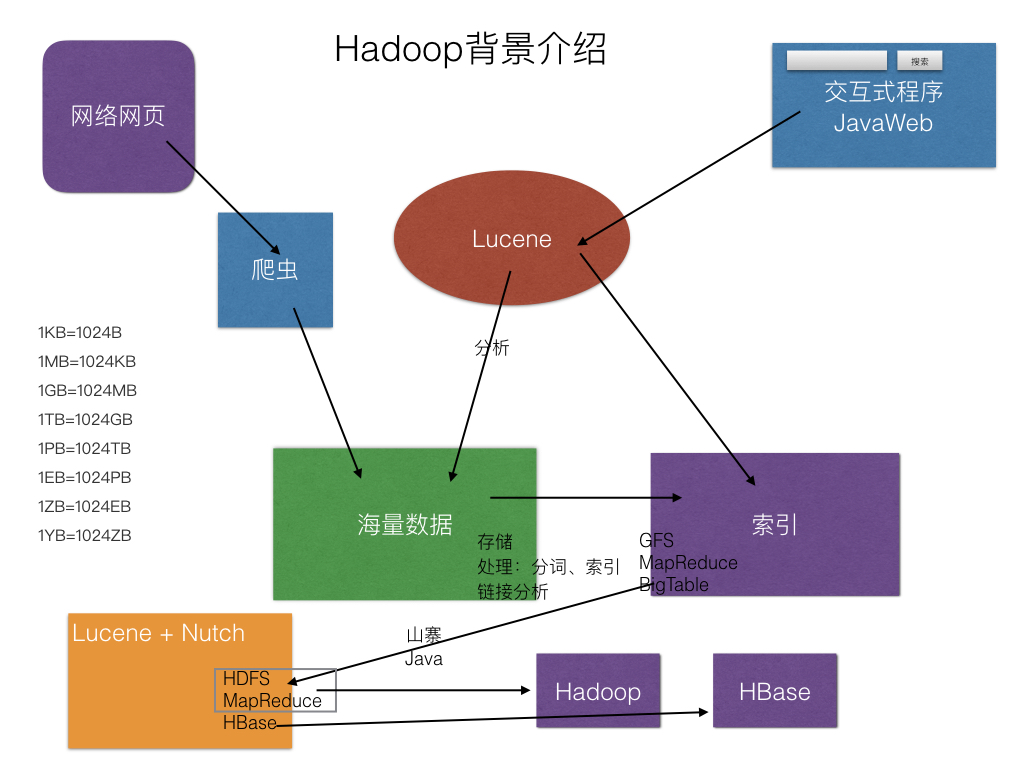 Hadoop背景介绍
搜索
交互式程序
JavaWeb
网络网页
Lucene
爬虫
分析
1KB=1024B
1MB=1024KB
1GB=1024MB
1TB=1024GB
1PB=1024TB
1EB=1024PB
1ZB=1024EB
1YB=1024ZB
海量数据
索引
存储
处理：分词、索引
链接分析
GFS
MapReduce
BigTable
山寨
Java
Lucene + Nutch
HDFS
MapReduce
HBase
Hadoop
HBase